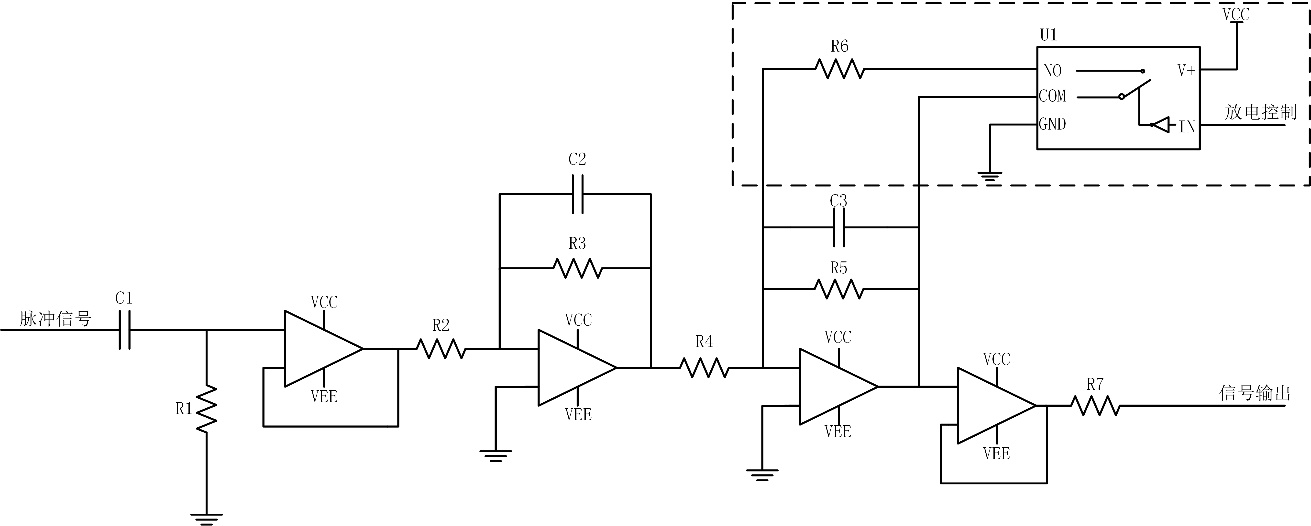 VCC
U1
R6
NO
V+
COM
放电控制
GND
IN
C2
C3
R3
R5
C1
VCC
脉冲信号
R2
VCC
R4
VCC
VCC
R1
VEE
VEE
VEE
R7
信号输出
VEE